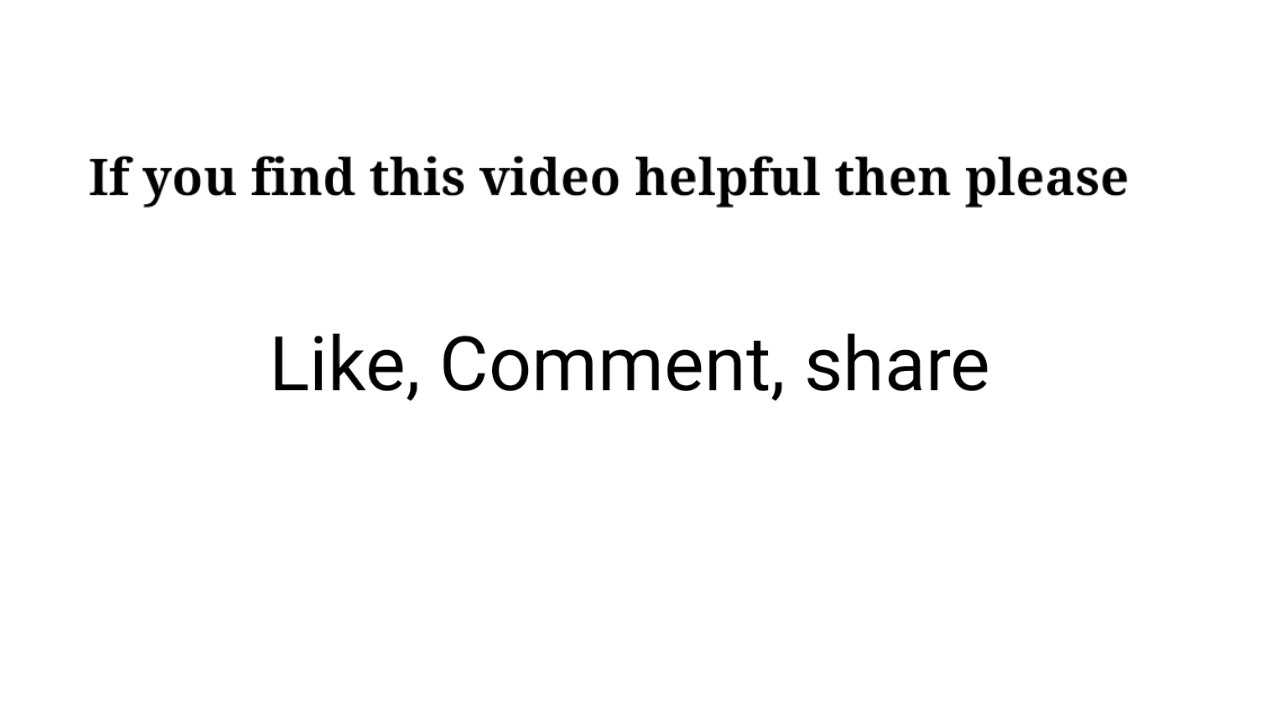 If you find this video helpful then please
Like, Comment, share